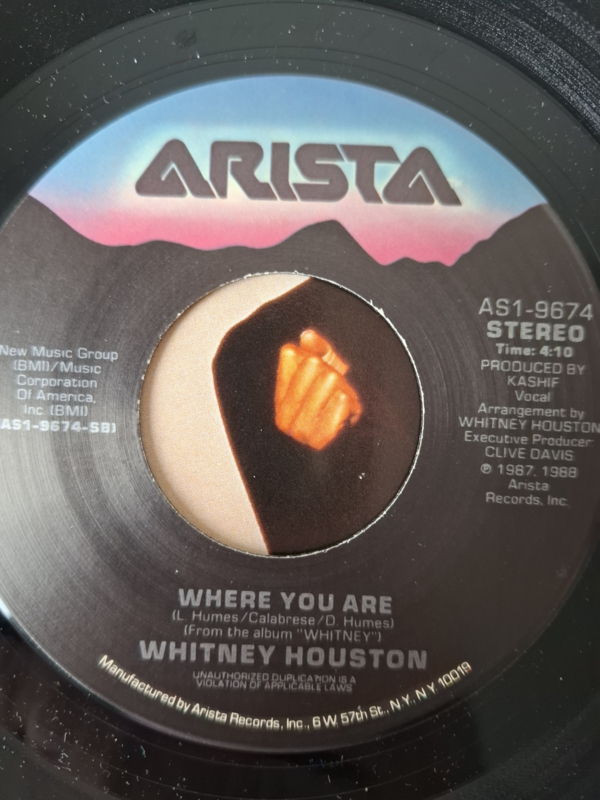 ARISTA
AS1-9674
STEREO
Time: 4:10
PRODUCED BY
KASHIF
Vocal
Arrangement by
WHITNEY HOUSTON
Executive Producer:
CLIVE DAVIS
℗ 1987, 1988
Arista
Records, Inc.
New Music Group
(BMI)/Music
Corporation
Of America,
Inc. (BMI)
(AS1-9674-SB)
WHERE YOU ARE
(L. Humes/Calabrese/D. Humes)
(From the album "WHITNEY")
WHITNEY HOUSTON
UNAUTHORIZED DUPLICATION IS A
VIOLATION OF APPLICABLE LAWS
Manufactured by Arista Records, Inc., 6 W. 57th St., N.Y. N.Y 10019